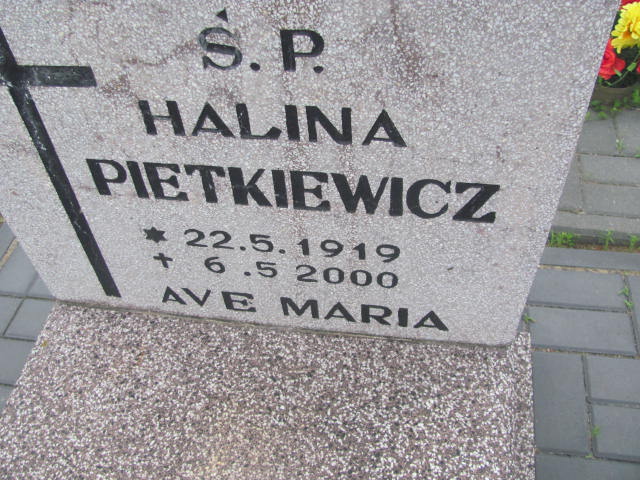 Ś.P.
HALINA
PIETKIEWICZ
* 22.5.1919
† 6.5 2000
AVE MARIA